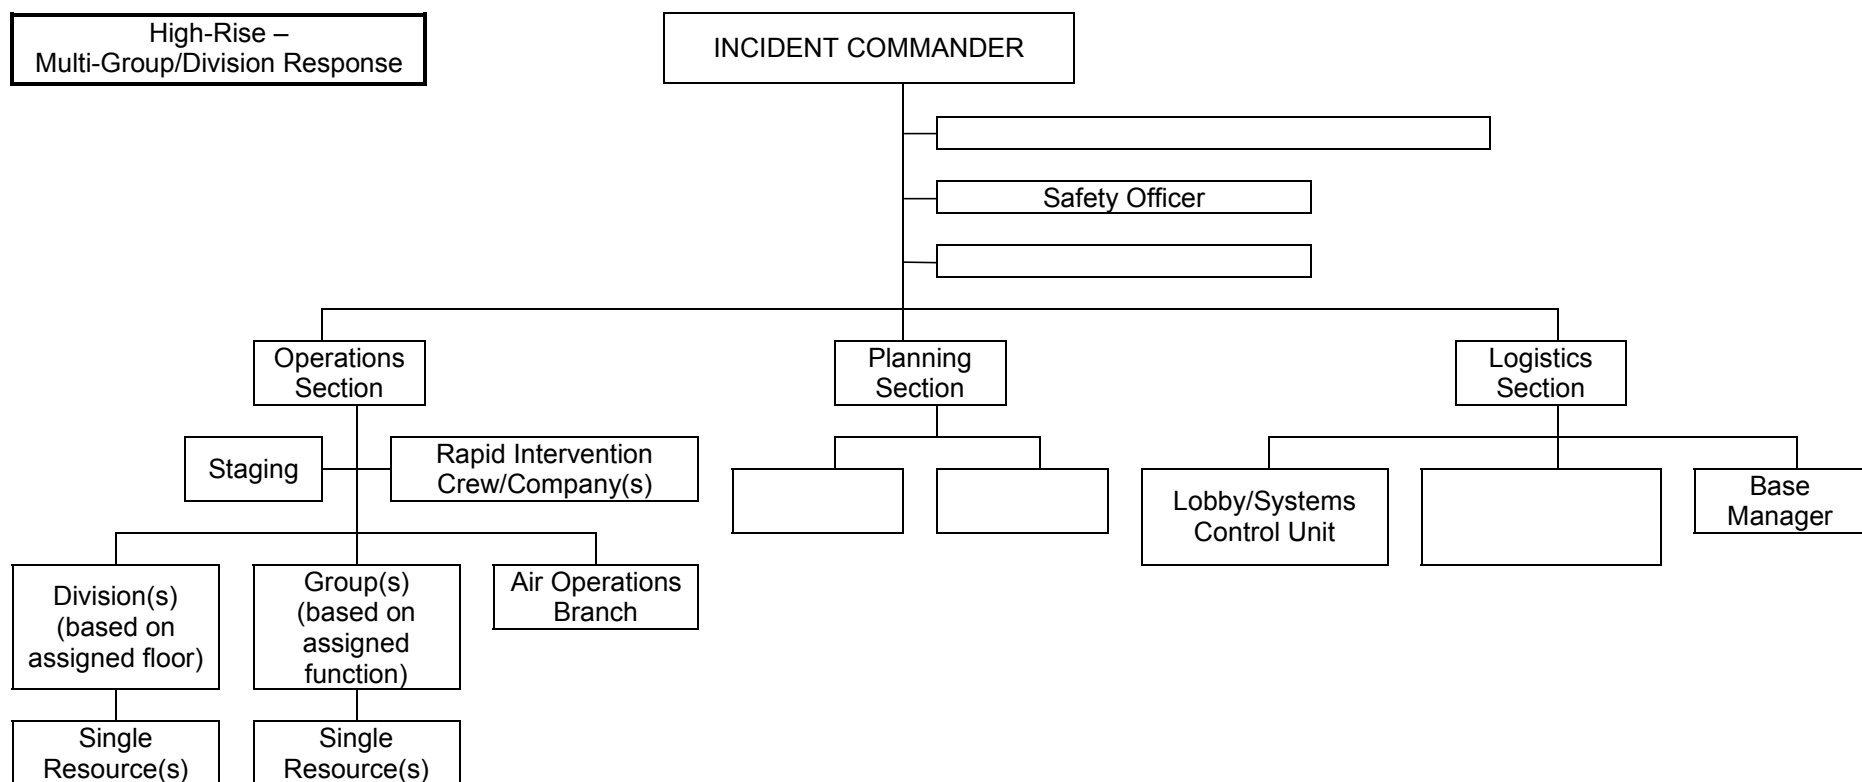 High-Rise –
Multi-Group/Division Response
INCIDENT COMMANDER
Safety Officer
Operations
Section
Planning
Section
Logistics
Section
Staging
Rapid Intervention
Crew/Company(s)
Lobby/Systems
Control Unit
Base
Manager
Division(s)
(based on
assigned floor)
Group(s)
(based on
assigned
function)
Air Operations
Branch
Single
Resource(s)
Single
Resource(s)